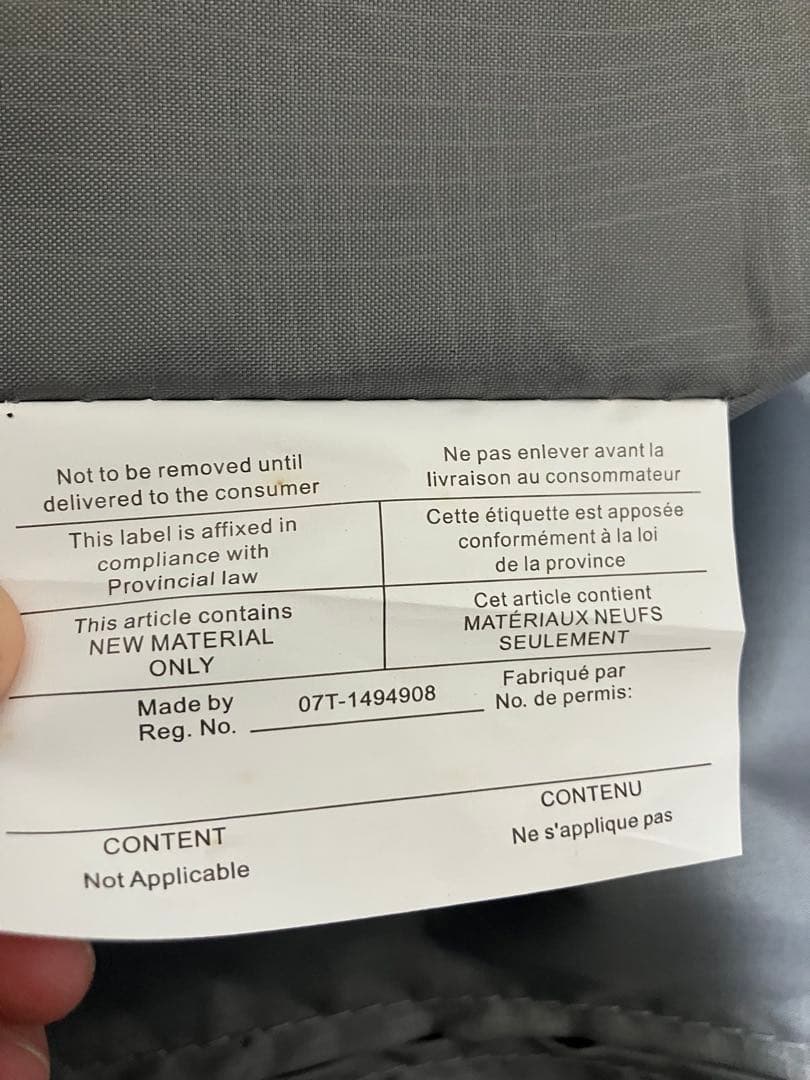 Not to be removed until
delivered to the consumer
Ne pas enlever avant la
livraison au consommateur
This label is affixed in
compliance with
Provincial law
Cette étiquette est apposée
conformément à la loi
de la province
This article contains
NEW MATERIAL
ONLY
Cet article contient
MATÉRIAUX NEUFS
SEULEMENT
Made by
Reg. No.
07T-1494908
Fabriqué par
No. de permis:
CONTENT
Not Applicable
CONTENU
Ne s'applique pas